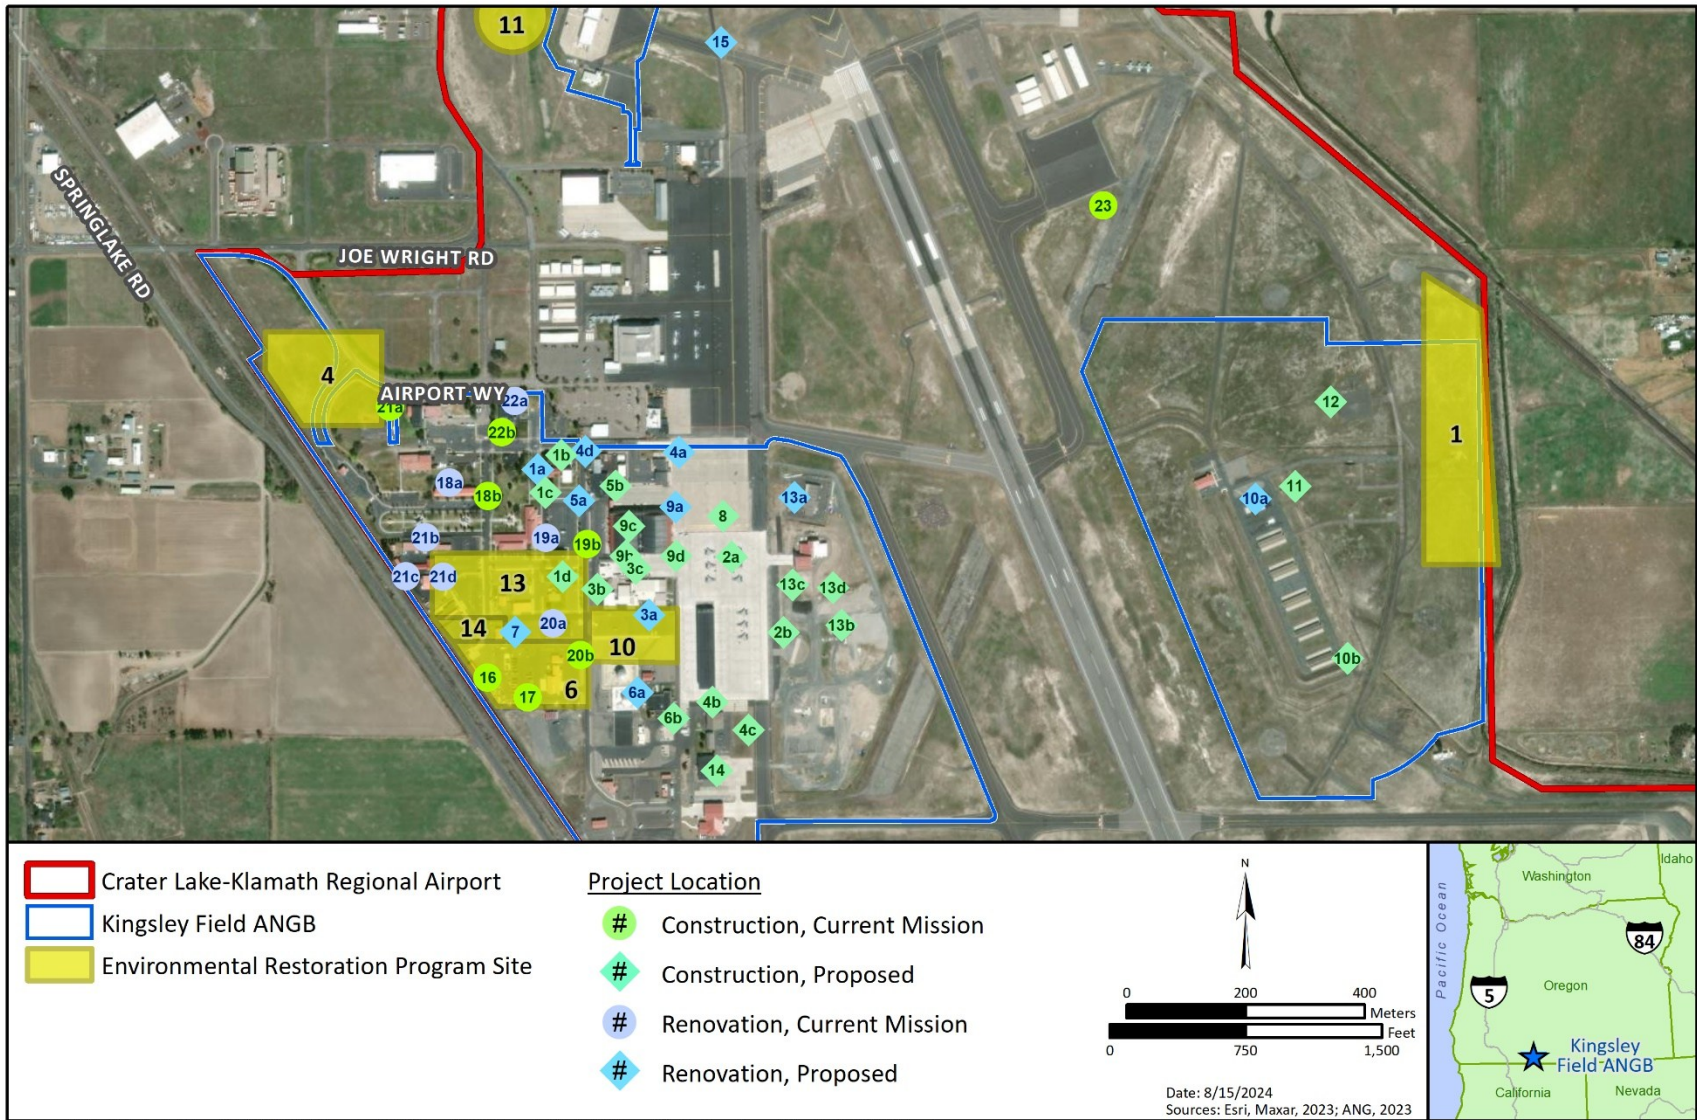 11
15
SPRINGLAKE RD
23
JOE WRIGHT RD
4
AIRPORT WY
21a
22a
22b
12
1
1b
4d
4a
1a
18a
18b
1c
5a
5b
9a
13a
10a
11
8
9c
21b
19a
19b
9d
2a
3c
21c
21d
13
1d
3b
13c
13d
3a
14
7
20a
10
2b
13b
20b
10b
16
17
6
6a
4b
6b
4c
14
Crater Lake-Klamath Regional Airport
Kingsley Field ANGB
Environmental Restoration Program Site
Project Location
# Construction, Current Mission
# Construction, Proposed
# Renovation, Current Mission
# Renovation, Proposed
N
0 200 400
Meters
Feet
0 750 1,500
Date: 8/15/2024
Sources: Esri, Maxar, 2023; ANG, 2023
Pacific Ocean
Washington
Idaho
84
5
Oregon
Kingsley
Field ANGB
California
Nevada